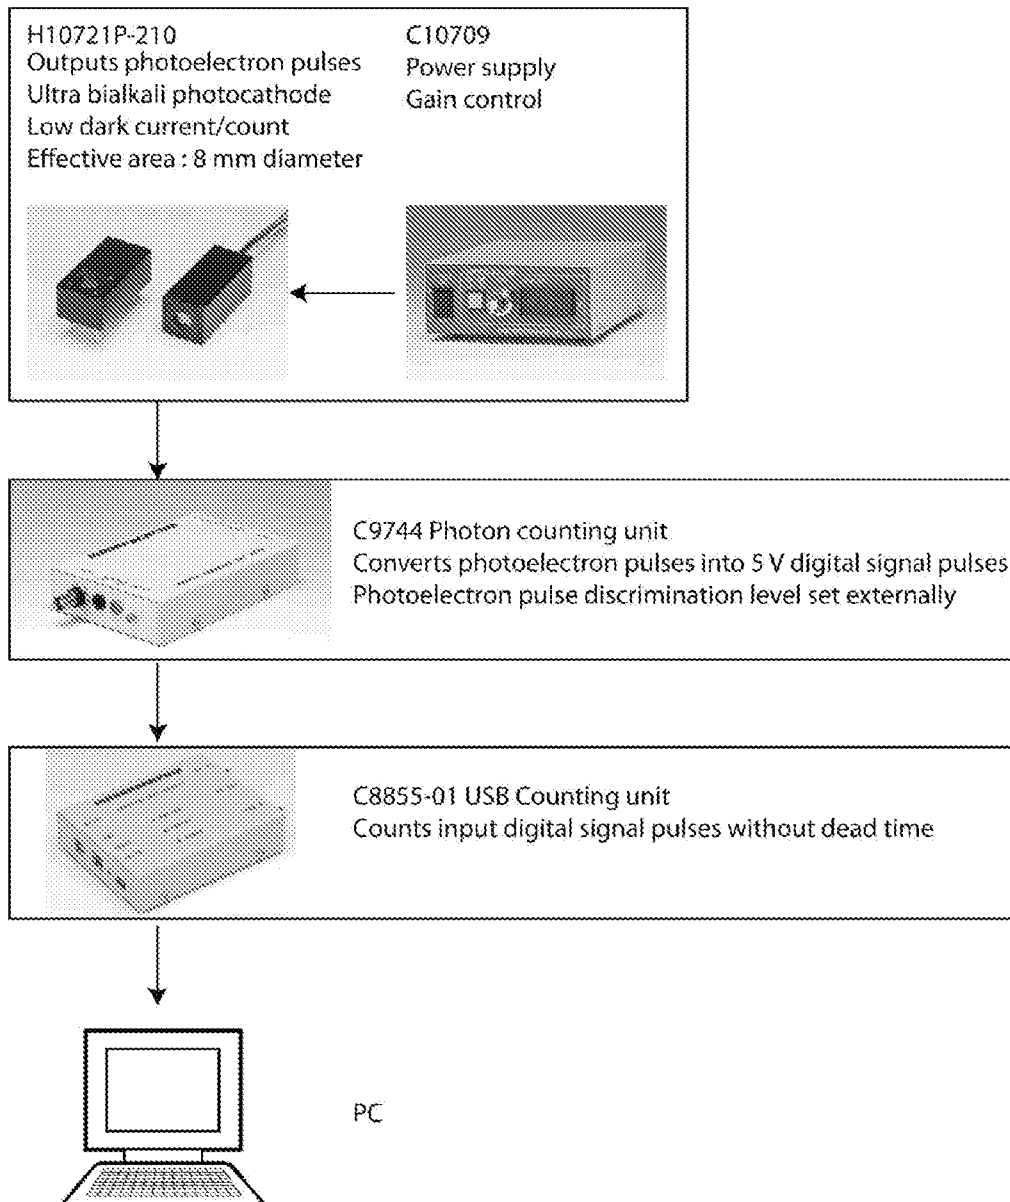 H10721P-210
Outputs photoelectron pulses
Ultra bialkali photocathode
Low dark current/count
Effective area : 8 mm diameter
C10709
Power supply
Gain control
C9744 Photon counting unit
Converts photoelectron pulses into 5 V digital signal pulses
Photoelectron pulse discrimination level set externally
C8855-01 USB Counting unit
Counts input digital signal pulses without dead time
PC